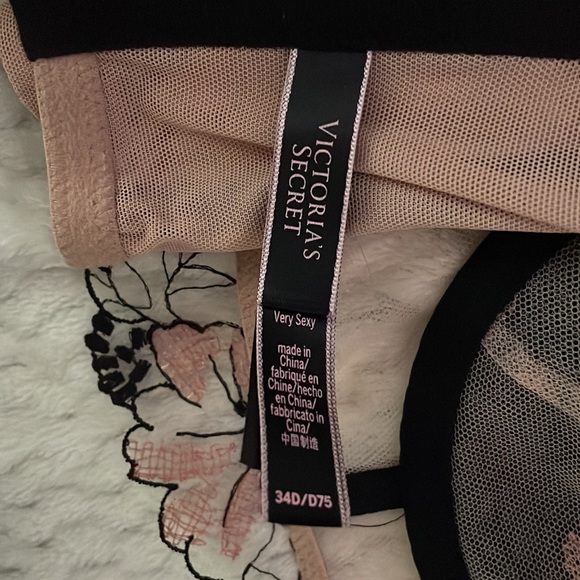 VICTORIA'S
SECRET
Very Sexy
made in
China/
fabriqué en
Chine/hecho
en China/
fabbricato in
Cina/
中国制造
34D/D75